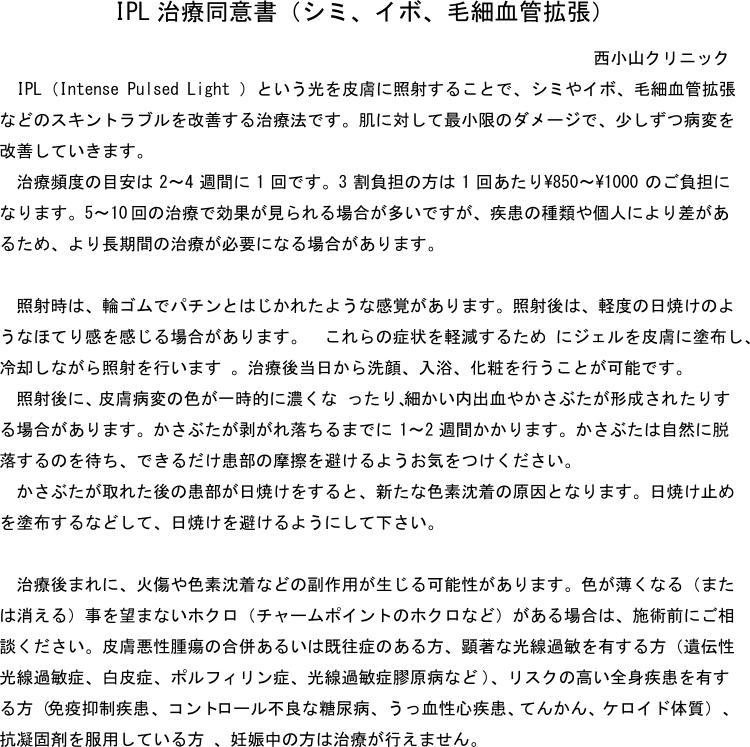 IPL 治療同意書（シミ、イボ、毛細血管拡張）
西小山クリニック
IPL（Intense Pulsed Light ）という光を皮膚に照射することで、シミやイボ、毛細血管拡張
などのスキントラブルを改善する治療法です。肌に対して最小限のダメージで、少しずつ病変を
改善していきます。
治療頻度の目安は 2～4 週間に 1 回です。3 割負担の方は 1 回あたり¥850～¥1000 のご負担に
なります。5～10 回の治療で効果が見られる場合が多いですが、疾患の種類や個人により差があ
るため、より長期間の治療が必要になる場合があります。
照射時は、輪ゴムでパチンとはじかれたような感覚があります。照射後は、軽度の日焼けのよ
うなほてり感を感じる場合があります。　これらの症状を軽減するため にジェルを皮膚に塗布し、
冷却しながら照射を行います 。治療後当日から洗顔、入浴、化粧を行うことが可能です。
照射後に、皮膚病変の色が一時的に濃くな ったり、細かい内出血やかさぶたが形成されたりす
る場合があります。かさぶたが剥がれ落ちるまでに 1～2 週間かかります。かさぶたは自然に脱
落するのを待ち、できるだけ患部の摩擦を避けるようお気をつけください。
かさぶたが取れた後の患部が日焼けをすると、新たな色素沈着の原因となります。日焼け止め
を塗布するなどして、日焼けを避けるようにして下さい。
治療後まれに、火傷や色素沈着などの副作用が生じる可能性があります。色が薄くなる（また
は消える）事を望まないホクロ（チャームポイントのホクロなど）がある場合は、施術前にご相
談ください。皮膚悪性腫瘍の合併あるいは既往症のある方、顕著な光線過敏を有する方（遺伝性
光線過敏症、白皮症、ポルフィリン症、光線過敏症膠原病など）、リスクの高い全身疾患を有す
る方（免疫抑制疾患、コントロール不良な糖尿病、うっ血性心疾患、てんかん、ケロイド体質）、
抗凝固剤を服用している方 、妊娠中の方は治療が行えません。